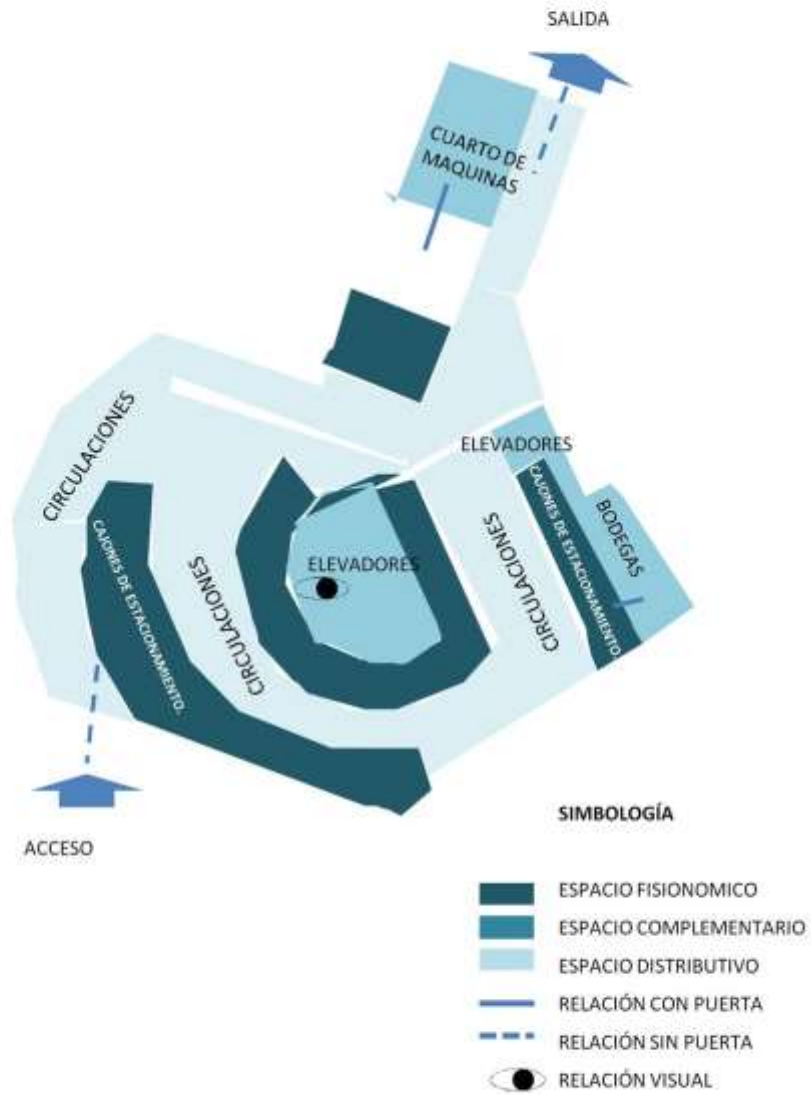 SALIDA
CUARTO DE
MAQUINAS
CIRCULACIONES
ELEVADORES
CAJONES DE ESTACIONAMIENTO.
BODEGAS
CIRCULACIONES
ELEVADORES
CAJONES DE ESTACIONAMIENTO.
CIRCULACIONES
ACCESO
SIMBOLOGÍA
ESPACIO FISIONOMICO
ESPACIO COMPLEMENTARIO
ESPACIO DISTRIBUTIVO
RELACIÓN CON PUERTA
RELACIÓN SIN PUERTA
RELACIÓN VISUAL